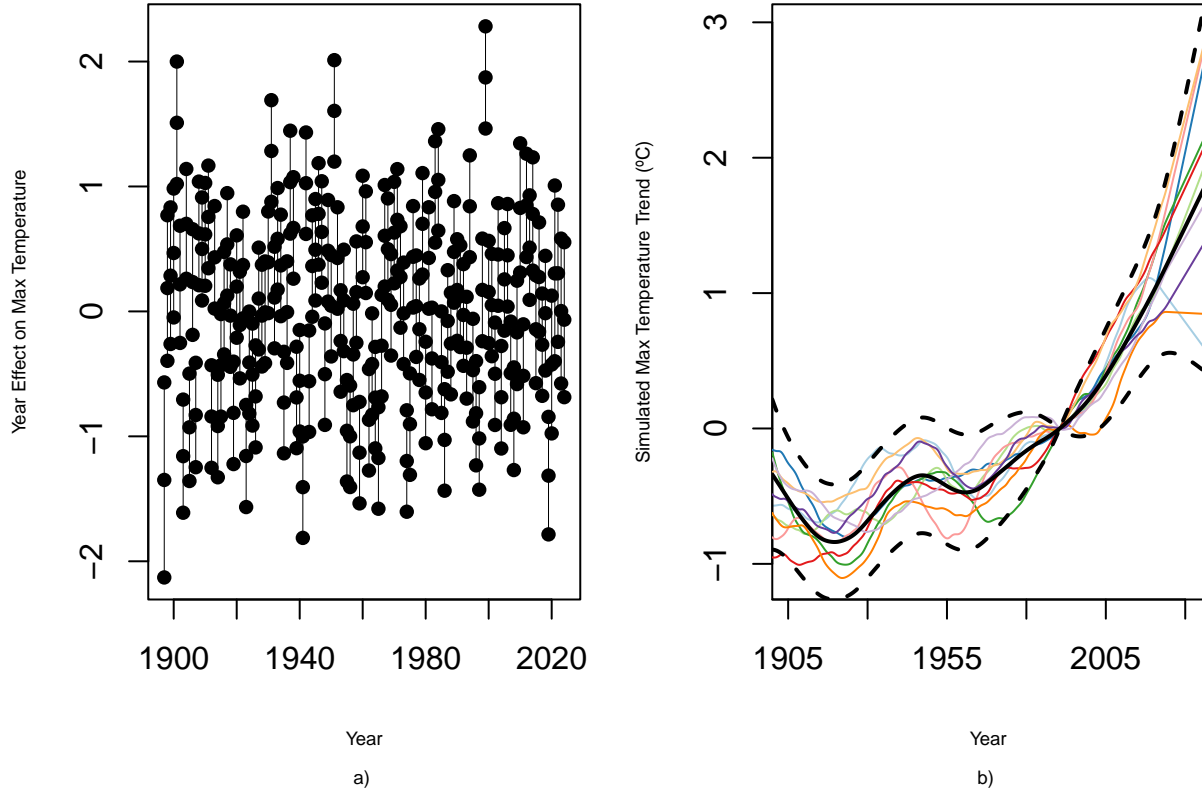 Year Effect on Max Temperature
2
1
0
−1
−2
1900 1940 1980 2020
Year
a)
Simulated Max Temperature Trend (ºC)
3
2
1
0
−1
1905 1955 2005
Year
b)